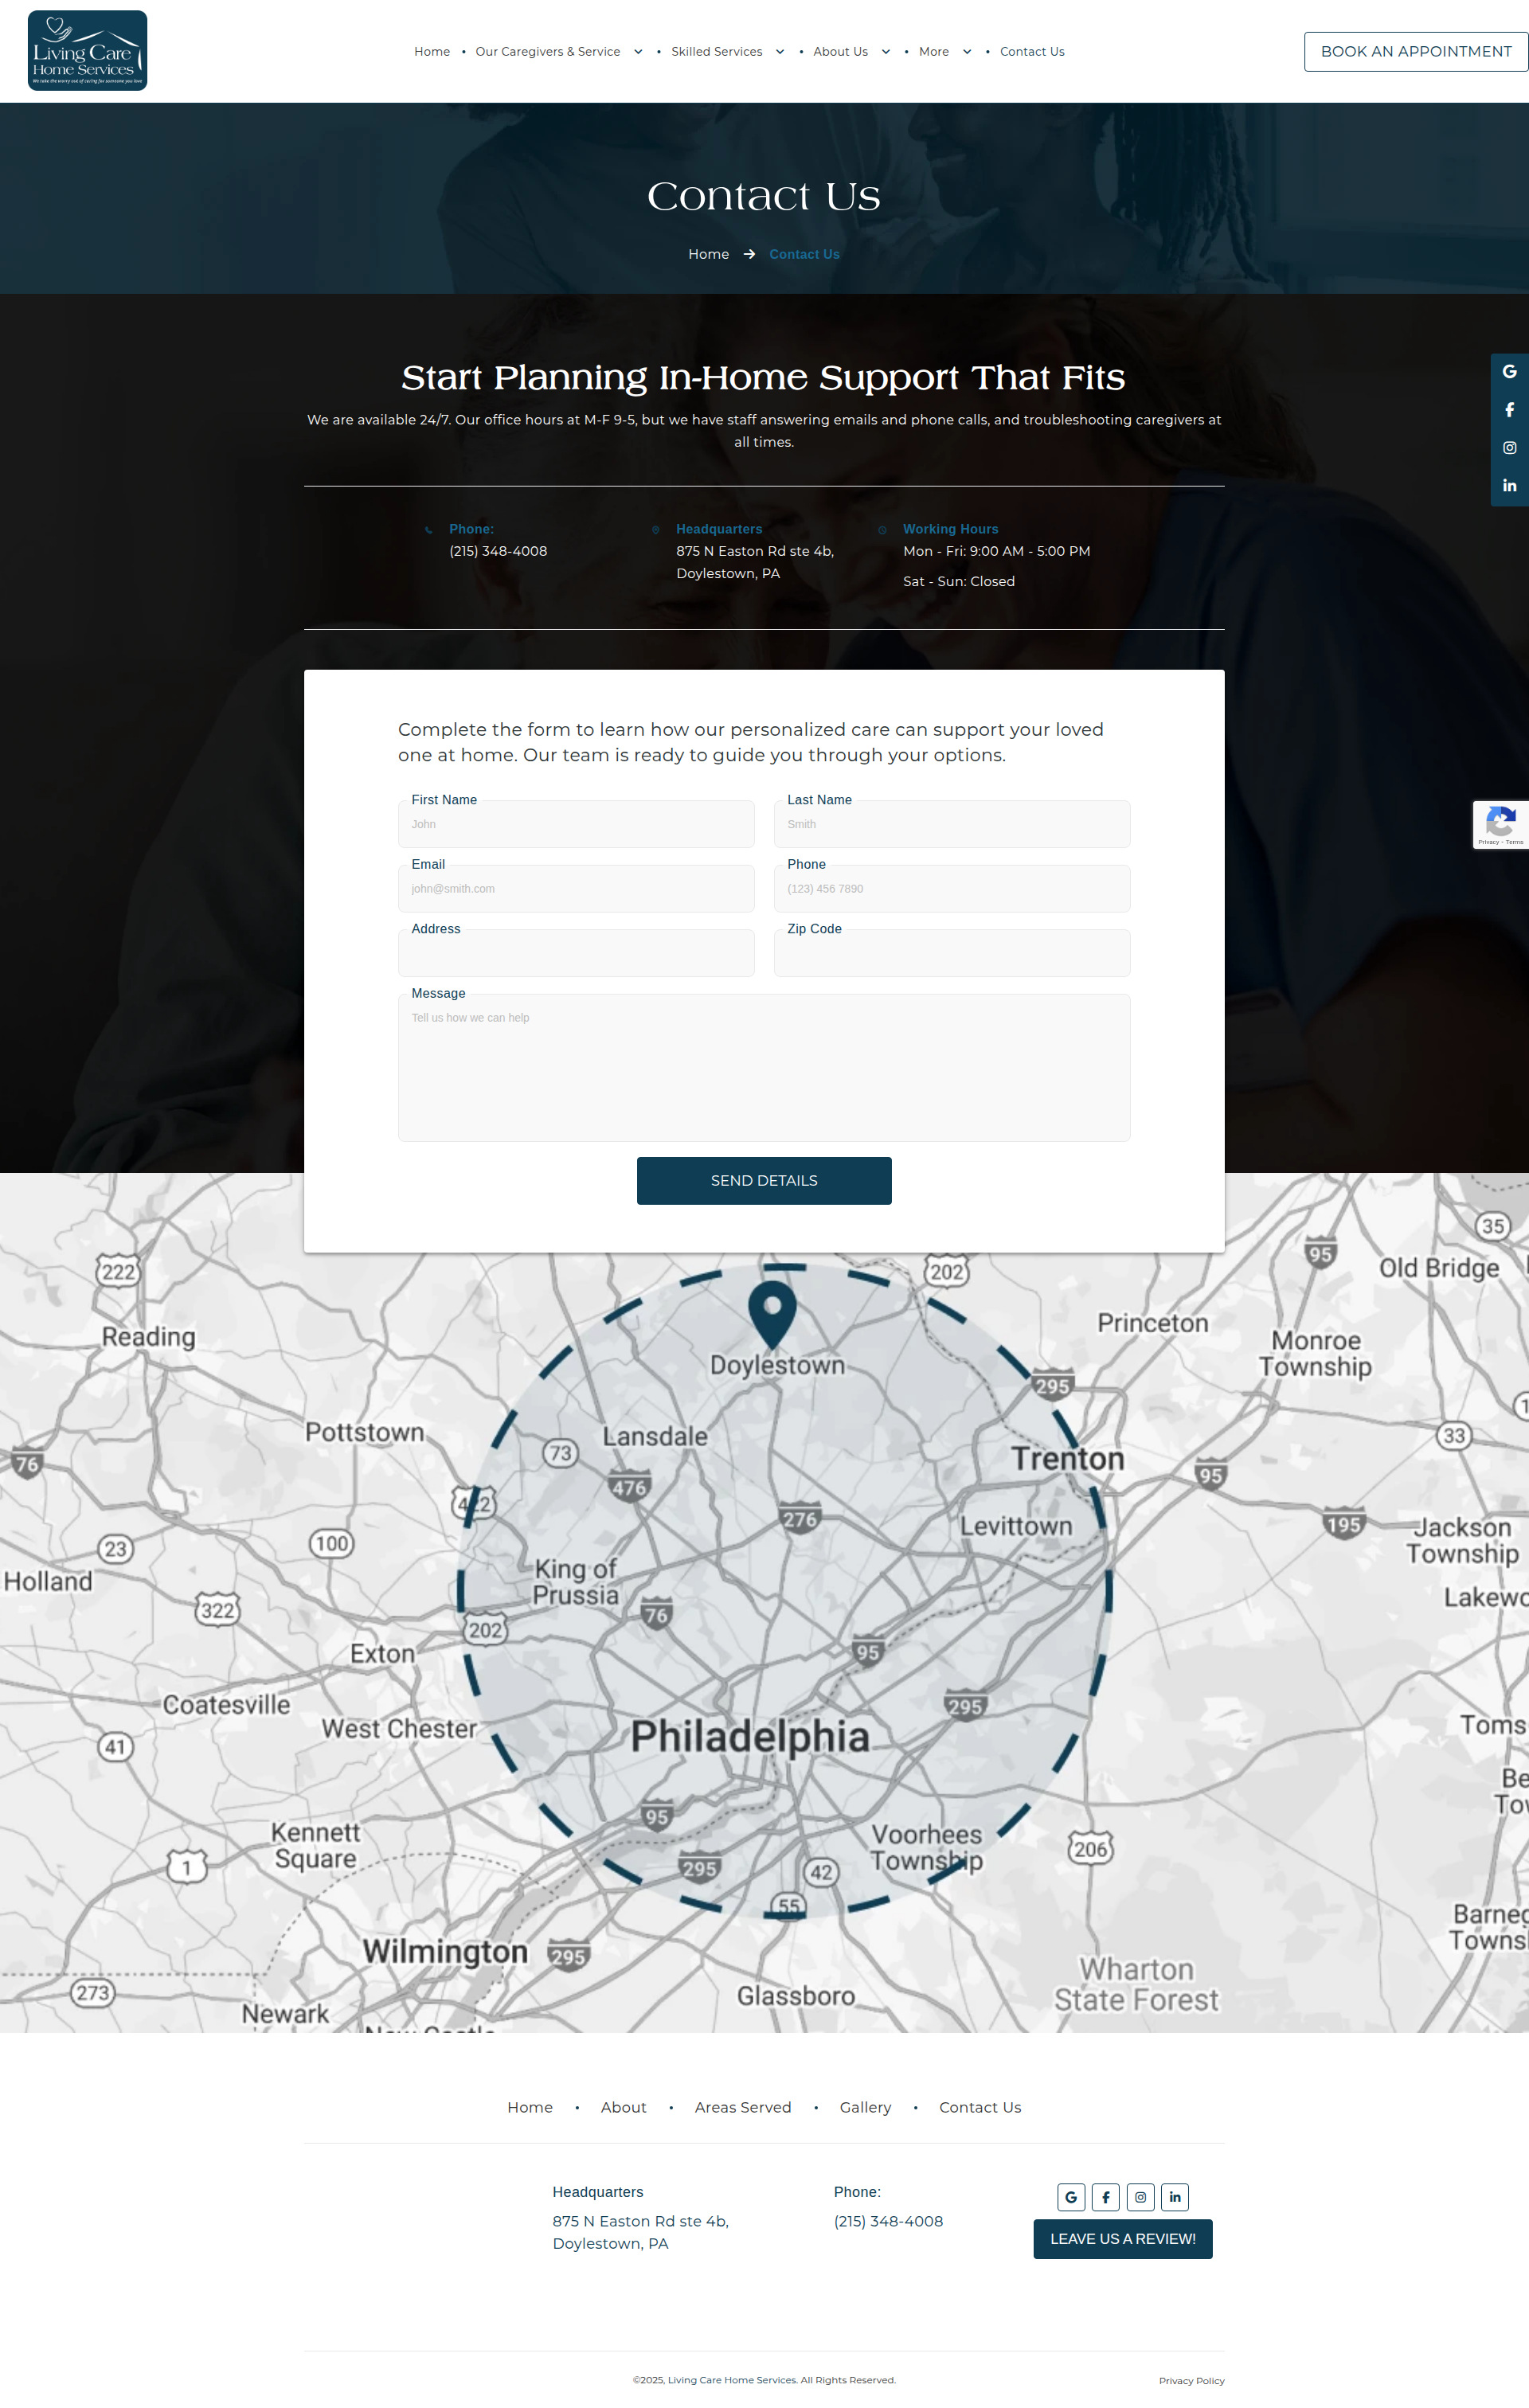 Living Care
Home Services
We take the worry out of caring for someone you love
Home • Our Caregivers & Service • Skilled Services • About Us • More • Contact Us
BOOK AN APPOINTMENT
Contact Us
Home → Contact Us
Start Planning In-Home Support That Fits
We are available 24/7. Our office hours at M-F 9-5, but we have staff answering emails and phone calls, and troubleshooting caregivers at
all times.
Phone:
(215) 348-4008
Headquarters
875 N Easton Rd ste 4b,
Doylestown, PA
Working Hours
Mon - Fri: 9:00 AM - 5:00 PM
Sat - Sun: Closed
Complete the form to learn how our personalized care can support your loved
one at home. Our team is ready to guide you through your options.
First Name
John
Last Name
Smith
Email
john@smith.com
Phone
(123) 456 7890
Address
Zip Code
Message
Tell us how we can help
SEND DETAILS
Privacy - Terms
35
95
222
202
Old Bridge
Reading
Princeton
Monroe
Township
Doylestown
295
Pottstown
Lansdale
73
33
76
476
Trenton
95
422
276
195
100
23
Levittown
Jackson
Township
Holland
King of
Prussia
322
76
202
95
Exton
Coatesville
295
West Chester
Philadelphia
41
95
Kennett
Square
Voorhees
Township
206
1
295
42
55
Wilmington
295
Wharton
State Forest
273
Glassboro
Newark
Home • About • Areas Served • Gallery • Contact Us
Headquarters
875 N Easton Rd ste 4b,
Doylestown, PA
Phone:
(215) 348-4008
LEAVE US A REVIEW!
©2025, Living Care Home Services. All Rights Reserved.
Privacy Policy